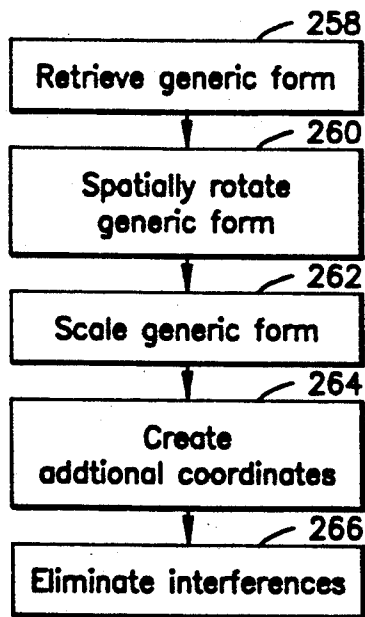 258
Retrieve generic form
260
Spatially rotate
generic form
262
Scale generic form
264
Create
addtional coordinates
266
Eliminate interferences